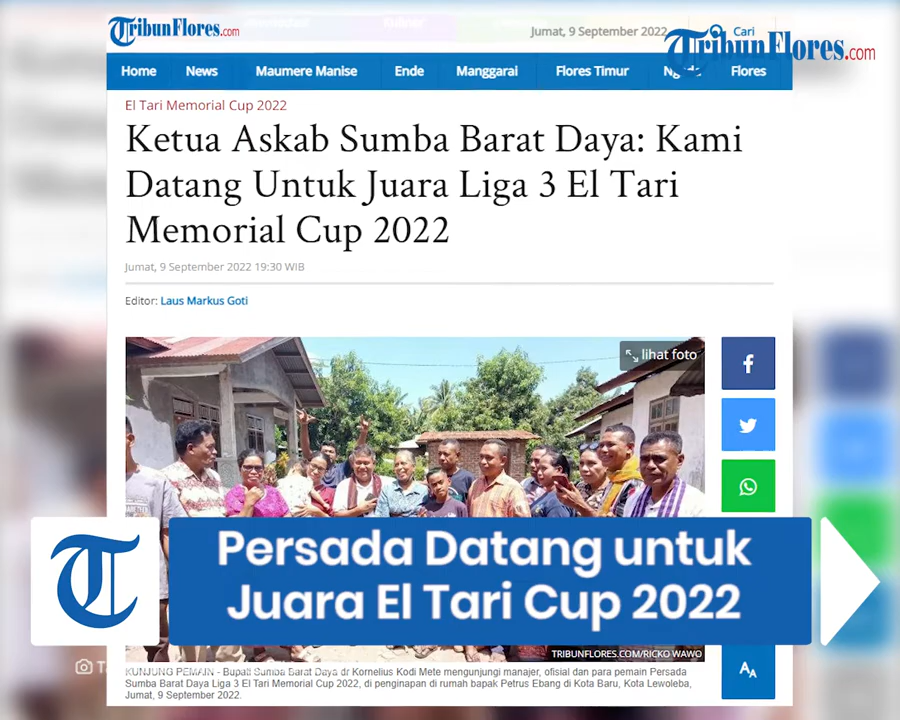 TribunFlores.com
Jumat, 9 September 2022
Cari
TribunFlores.com
Home News Maumere Manise Ende Manggarai Flores Timur Flores
El Tari Memorial Cup 2022
Ketua Askab Sumba Barat Daya: Kami
Datang Untuk Juara Liga 3 El Tari
Memorial Cup 2022
Jumat, 9 September 2022 19:30 WIB
Editor: Laus Markus Goti
lihat foto
Persada Datang untuk
Juara El Tari Cup 2022
TRIBUNFLORES.COM/RICKO WAWO
KUNJUNG PEMAIN - Bupati Sumba Barat Daya dr Kornelius Kodi Mete mengunjungi manajer, ofisial dan para pemain Persada
Sumba Barat Daya Liga 3 El Tari Memorial Cup 2022, di penginapan di rumah bapak Petrus Ebang di Kota Baru, Kota Lewoleba,
Jumat, 9 September 2022.